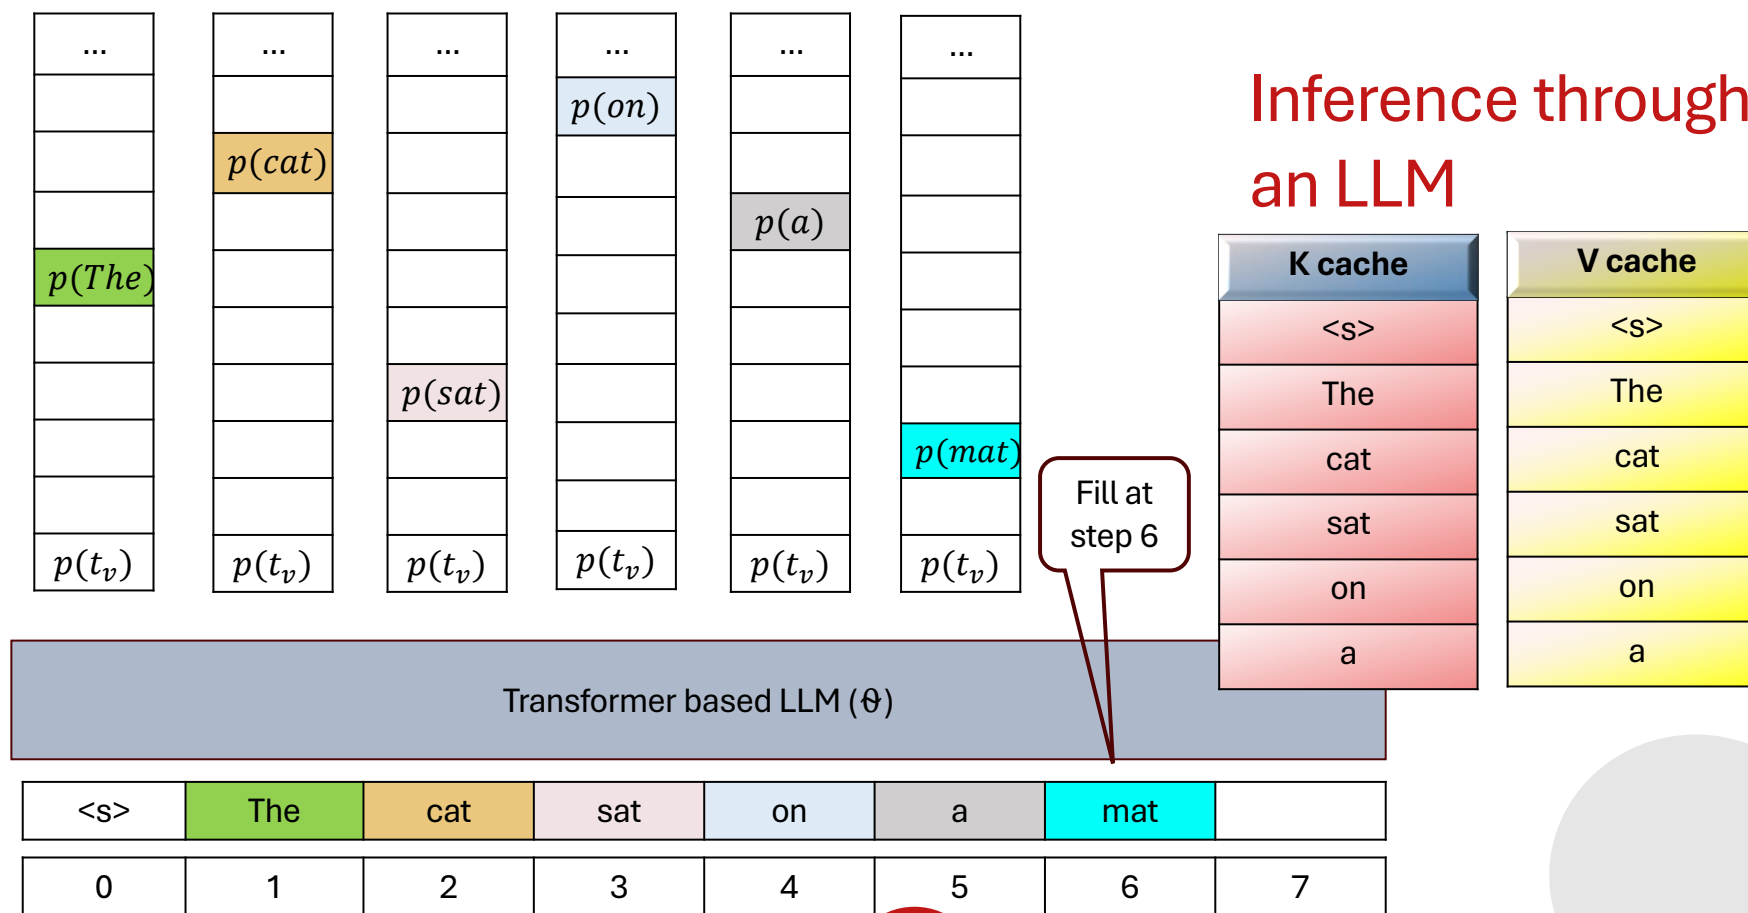 Inference through
an LLM
... ... ... ... ... ...
p(on)
p(cat)
p(a)
p(The)
p(sat)
p(mat)
p(t_v) p(t_v) p(t_v) p(t_v) p(t_v) p(t_v)
Fill at
step 6
K cache V cache
<s> <s>
The The
cat cat
sat sat
on on
a a
Transformer based LLM (ϑ)
<s> The cat sat on a mat
0 1 2 3 4 5 6 7